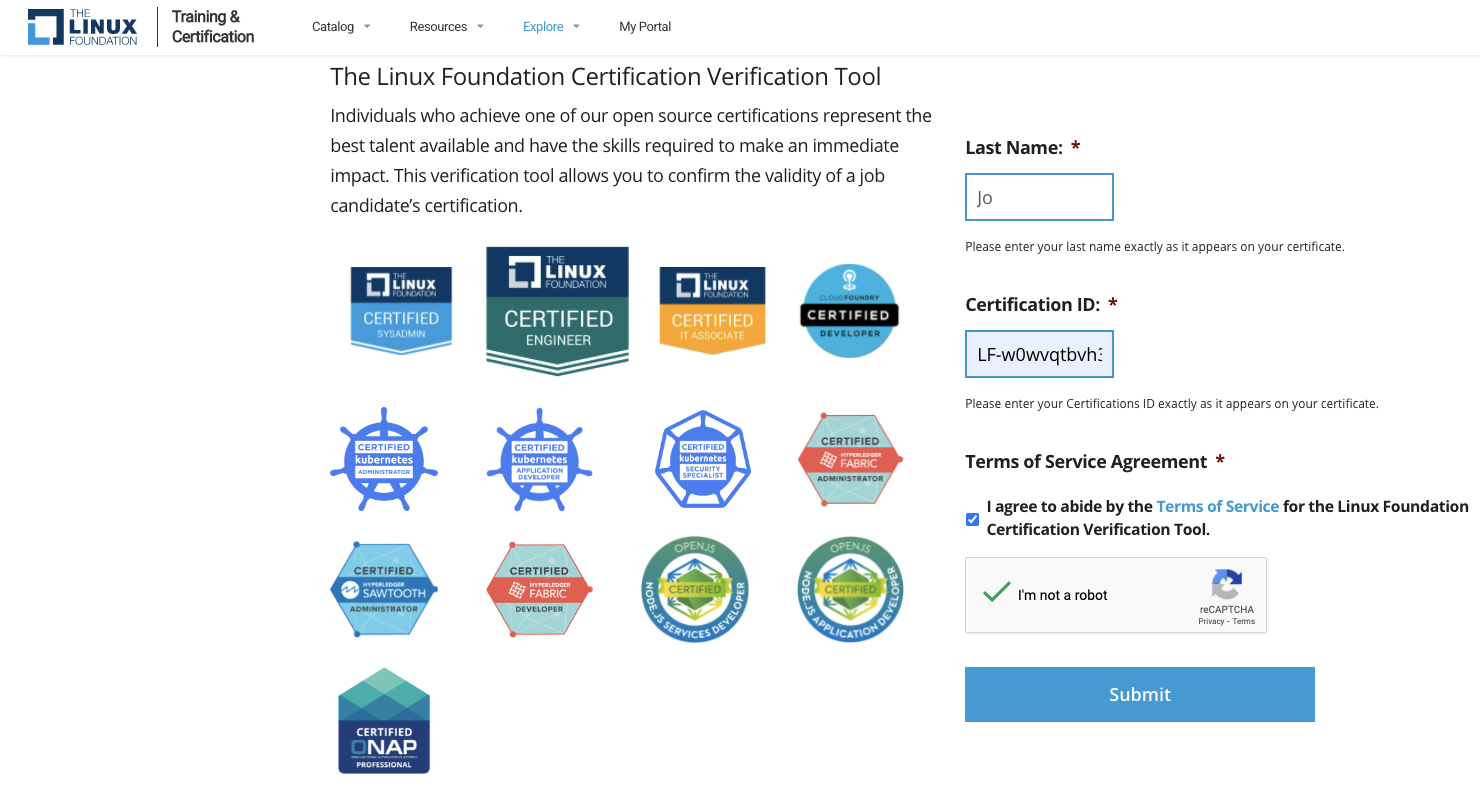 THE
LINUX
FOUNDATION
Training &
Certification
Catalog
Resources
Explore
My Portal
The Linux Foundation Certification Verification Tool
Individuals who achieve one of our open source certifications represent the
best talent available and have the skills required to make an immediate
impact. This verification tool allows you to confirm the validity of a job
candidate's certification.
THE
LINUX
FOUNDATION
CERTIFIED
SYSADMIN
THE
LINUX
FOUNDATION
CERTIFIED
ENGINEER
THE
LINUX
FOUNDATION
CERTIFIED
IT ASSOCIATE
CLOUD FOUNDRY
CERTIFIED
DEVELOPER
CERTIFIED
kubernetes
ADMINISTRATOR
CERTIFIED
kubernetes
APPLICATION
DEVELOPER
CERTIFIED
kubernetes
SECURITY
SPECIALIST
CERTIFIED
HYPERLEDGER
FABRIC
ADMINISTRATOR
CERTIFIED
HYPERLEDGER
SAWTOOTH
ADMINISTRATOR
CERTIFIED
HYPERLEDGER
FABRIC
DEVELOPER
OPENJS
CERTIFIED
NODE.JS SERVICES DEVELOPER
OPENJS
CERTIFIED
NODE.JS APPLICATION DEVELOPER
CERTIFIED
ONAP
PROFESSIONAL
Last Name: *
Jo
Please enter your last name exactly as it appears on your certificate.
Certification ID: *
LF-w0wvqtbvh
Please enter your Certifications ID exactly as it appears on your certificate.
Terms of Service Agreement *
I agree to abide by the Terms of Service for the Linux Foundation
Certification Verification Tool.
I'm not a robot
reCAPTCHA
Privacy - Terms
Submit